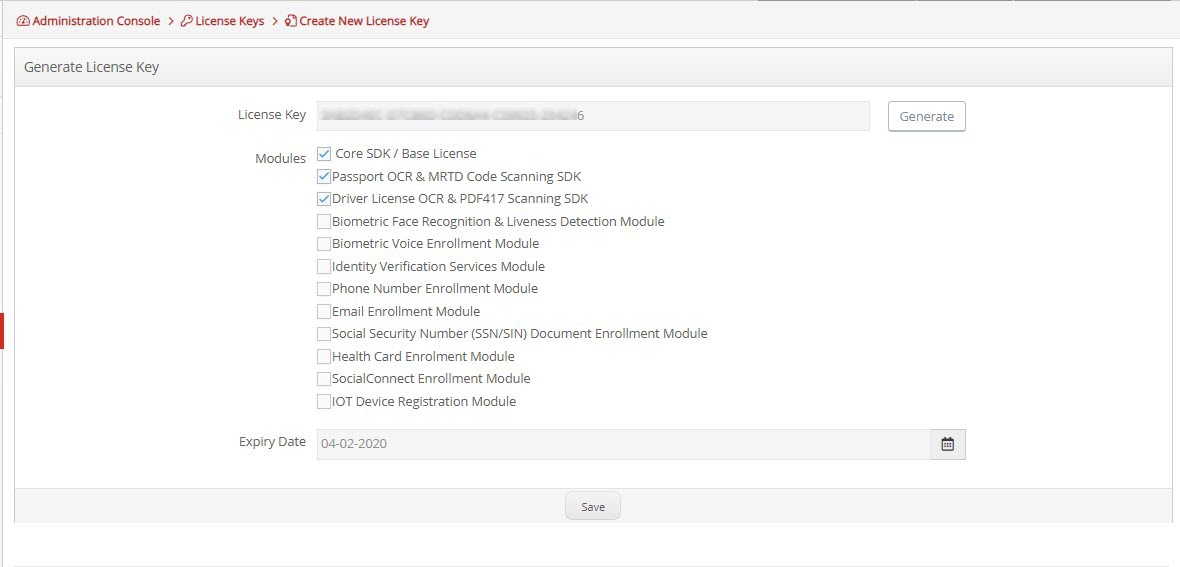 Administration Console > License Keys > Create New License Key
Generate License Key
License Key 6 Generate
Modules
Core SDK / Base License
Passport OCR & MRTD Code Scanning SDK
Driver License OCR & PDF417 Scanning SDK
Biometric Face Recognition & Liveness Detection Module
Biometric Voice Enrollment Module
Identity Verification Services Module
Phone Number Enrollment Module
Email Enrollment Module
Social Security Number (SSN/SIN) Document Enrollment Module
Health Card Enrolment Module
SocialConnect Enrollment Module
IOT Device Registration Module
Expiry Date 04-02-2020
Save